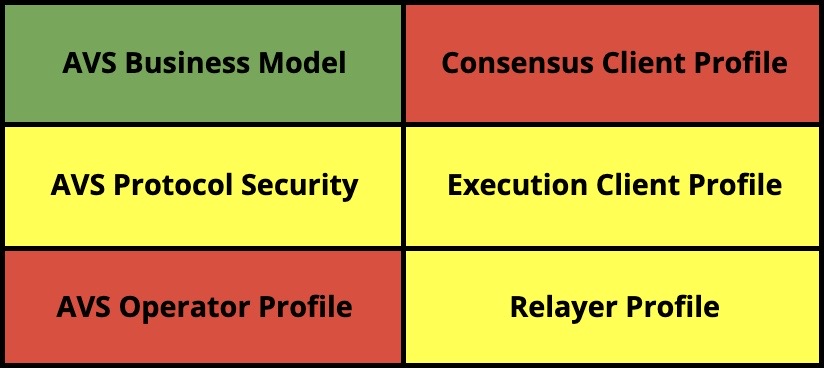 AVS Business Model
Consensus Client Profile
AVS Protocol Security
Execution Client Profile
AVS Operator Profile
Relayer Profile